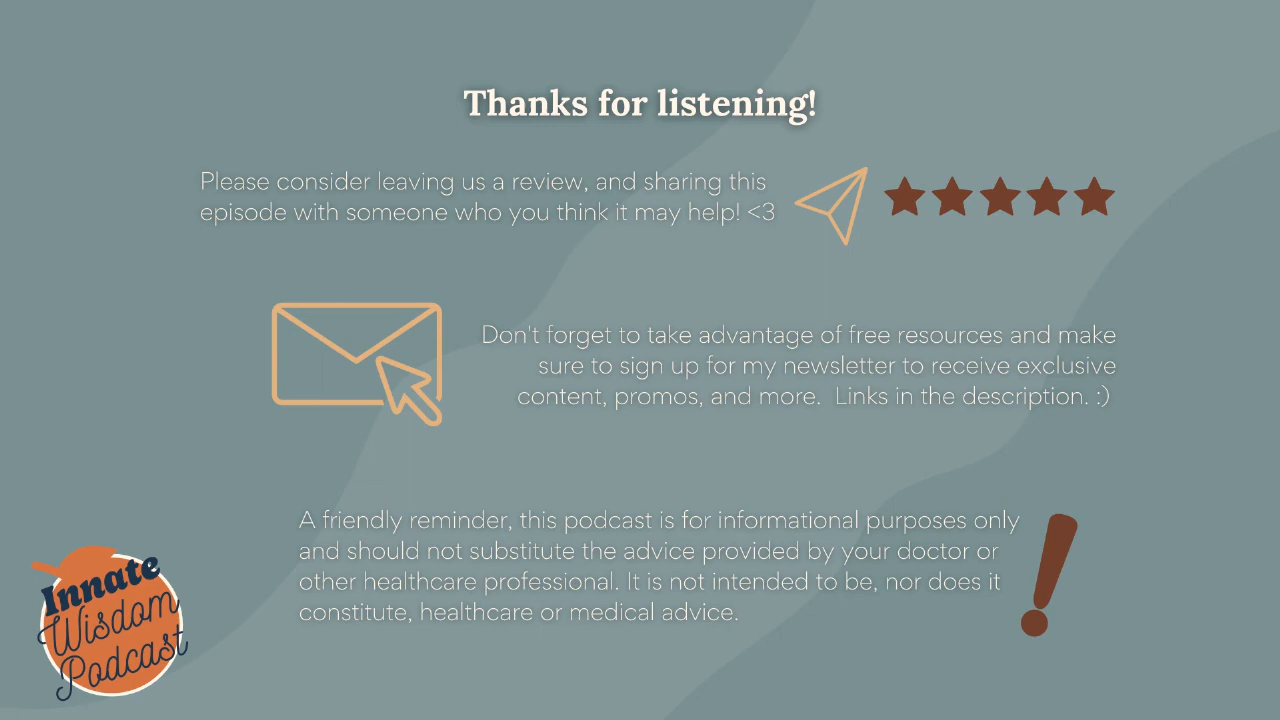 Thanks for listening!
Please consider leaving us a review, and sharing this
episode with someone who you think it may help! <3
Don't forget to take advantage of free resources and make
sure to sign up for my newsletter to receive exclusive
content, promos, and more. Links in the description. :)
A friendly reminder, this podcast is for informational purposes only
and should not substitute the advice provided by your doctor or
other healthcare professional. It is not intended to be, nor does it
constitute, healthcare or medical advice.
Innate
Wisdom
Podcast